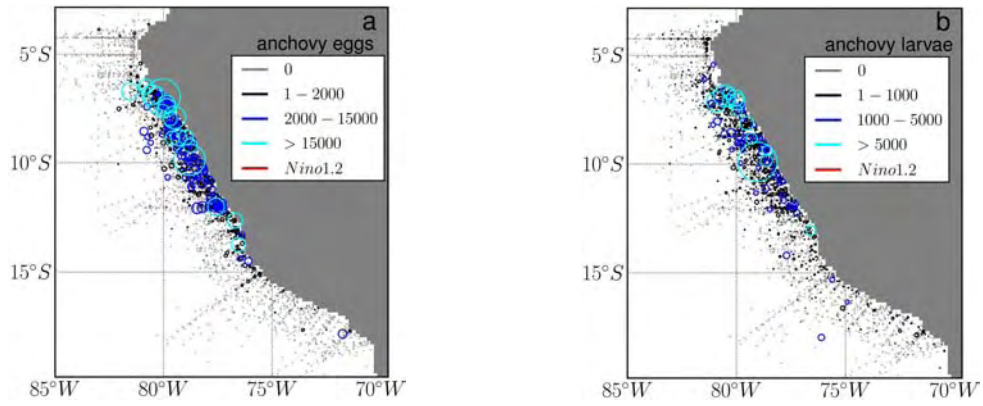 a
anchovy eggs
0
1 − 2000
2000 − 15000
> 15000
Nino1.2
5°S
10°S
15°S
85°W 80°W 75°W 70°W
b
anchovy larvae
0
1 − 1000
1000 − 5000
> 5000
Nino1.2
5°S
10°S
15°S
85°W 80°W 75°W 70°W